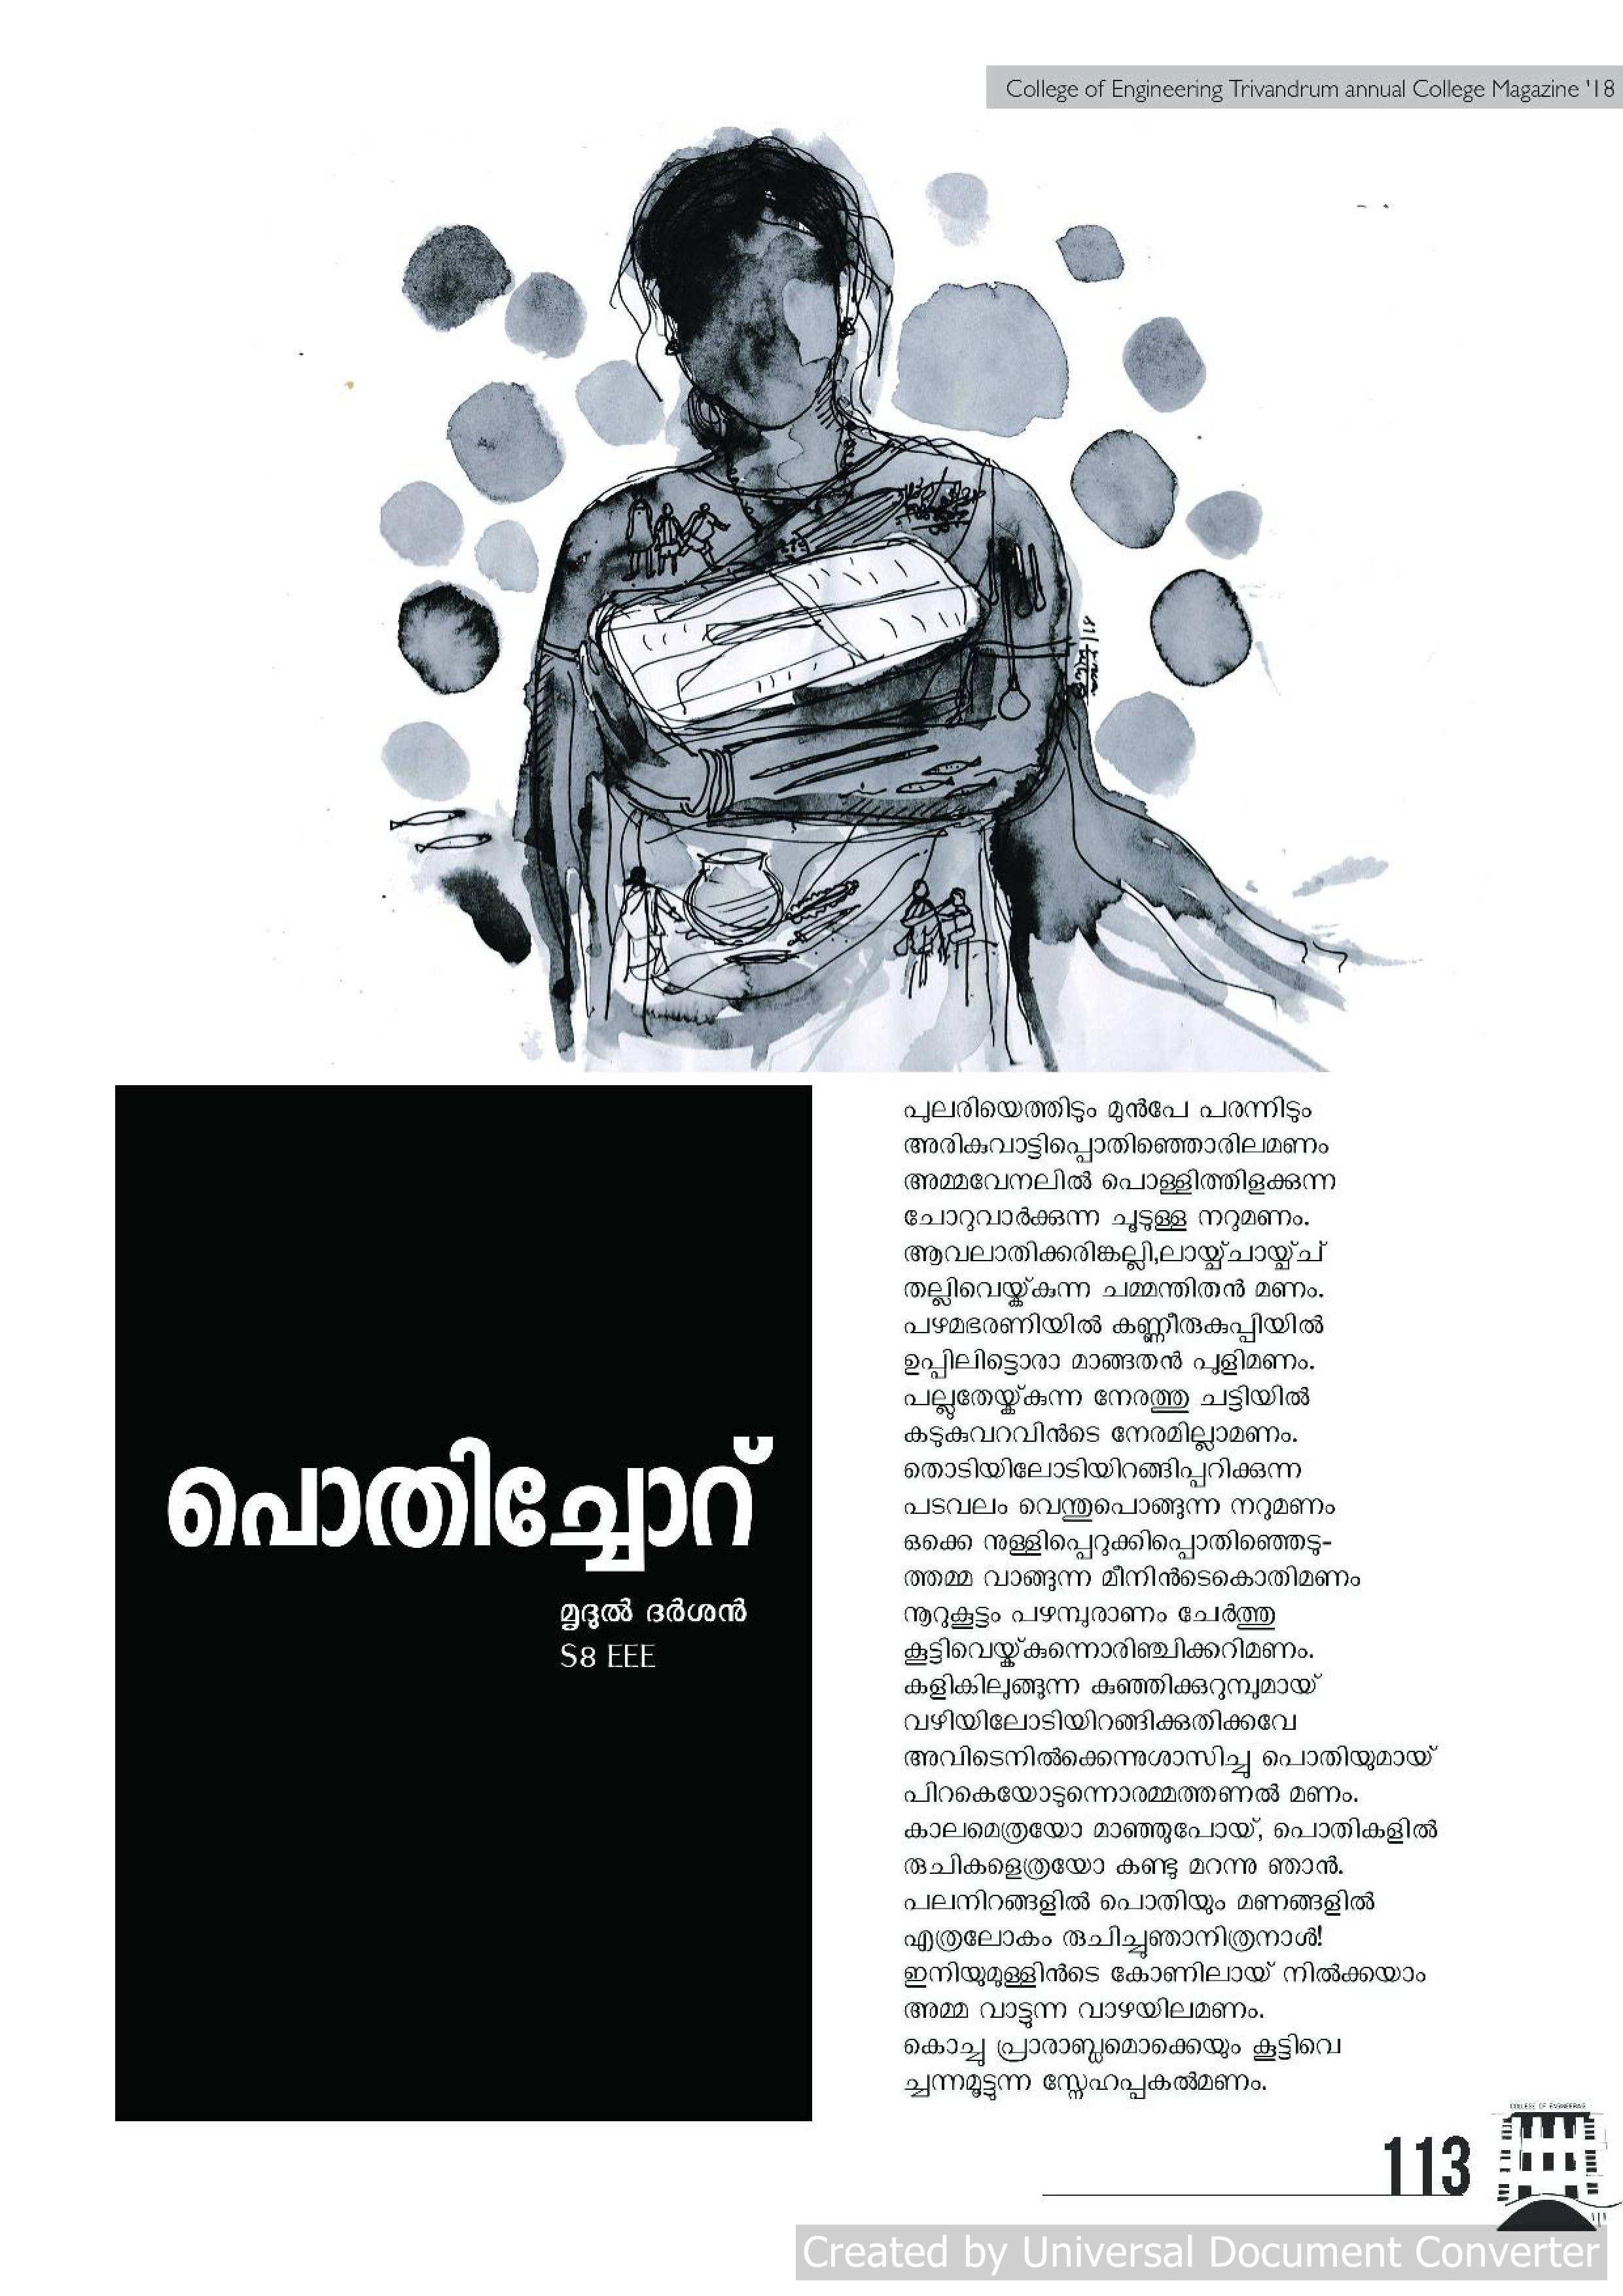 College of Engineering Trivandrum annual College Magazine '18
പൊതിച്ചോറ്
മൃദുൽ ദർശൻ
S8 EEE
പുലരിയെത്തിടും മുൻപേ പരന്നിടും
അരികുവാട്ടിപ്പൊതിഞ്ഞൊരിലമണം
അമ്മവേനലിൽ പൊള്ളിത്തിളക്കുന്ന
ചോറുവാർക്കുന്ന ചൂടുള്ള നറുമണം.
ആവലാതിക്കരിങ്കല്ലി,ലായ്ച്ചചായ്ച്ച്
തല്ലിവെയ്ക്കുന്ന ചമ്മന്തിതൻ മണം.
പഴമഭരണിയിൽ കണ്ണീരുകുപ്പിയിൽ
ഉപ്പിലിട്ടൊരാ മാങ്ങതൻ പുളിമണം.
പല്ലുതേയ്ക്കുന്ന നേരത്തു ചട്ടിയിൽ
കടുകുവറവിൻടെ നേരമില്ലാമണം.
തൊടിയിലോടിയിറങ്ങിപ്പറിക്കുന്ന
പടവലം വെന്തുപൊങ്ങുന്ന നറുമണം
ഒക്കെ നുള്ളിപ്പെറുക്കിപ്പൊതിഞ്ഞെടു-
ത്തമ്മ വാങ്ങുന്ന മീനിൻടെകൊതിമണം
നൂറുകൂട്ടം പഴമ്പുരാണം ചേർത്തു
കൂട്ടിവെയ്ക്കുന്നൊരിഞ്ചിക്കറിമണം.
കളികിലുങ്ങുന്ന കുഞ്ഞിക്കുറുമ്പുമായ്
വഴിയിലോടിയിറങ്ങിക്കുതിക്കവേ
അവിടെനിൽക്കെന്നുശാസിച്ചു പൊതിയുമായ്
പിറകെയോടുന്നൊരമ്മത്തണൽ മണം.
കാലമെത്രയോ മാഞ്ഞുപോയ്, പൊതികളിൽ
രുചികളെത്രയോ കണ്ടു മറന്നു ഞാൻ.
പലനിറങ്ങളിൽ പൊതിയും മണങ്ങളിൽ
എത്രലോകം രുചിച്ചുഞാനിത്രനാൾ!
ഇനിയുമുള്ളിൻടെ കോണിലായ് നിൽക്കയാം
അമ്മ വാട്ടുന്ന വാഴയിലമണം.
കൊച്ചു പ്രാരാബ്ധമൊക്കെയും കൂട്ടിവെ
ച്ചന്നമൂട്ടുന്ന സ്നേഹപ്പകൽമണം.
COLLEGE OF ENGINEERING
113
Created by Universal Document Converter